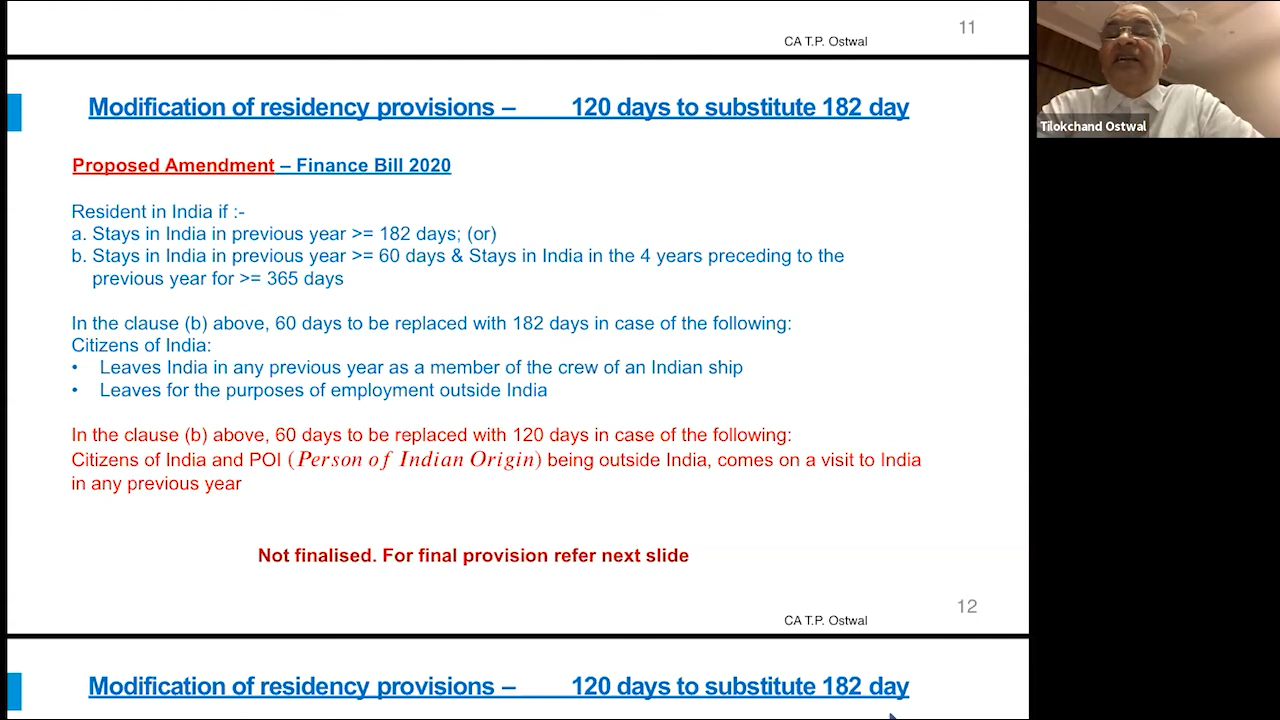 11
CA T.P. Ostwal
Tilokchand Ostwal
Modification of residency provisions – 120 days to substitute 182 day
Proposed Amendment – Finance Bill 2020
Resident in India if :-
a. Stays in India in previous year >= 182 days; (or)
b. Stays in India in previous year >= 60 days & Stays in India in the 4 years preceding to the
previous year for >= 365 days
In the clause (b) above, 60 days to be replaced with 182 days in case of the following:
Citizens of India:
• Leaves India in any previous year as a member of the crew of an Indian ship
• Leaves for the purposes of employment outside India
In the clause (b) above, 60 days to be replaced with 120 days in case of the following:
Citizens of India and POI (Person of Indian Origin) being outside India, comes on a visit to India
in any previous year
Not finalised. For final provision refer next slide
12
CA T.P. Ostwal
Modification of residency provisions – 120 days to substitute 182 day